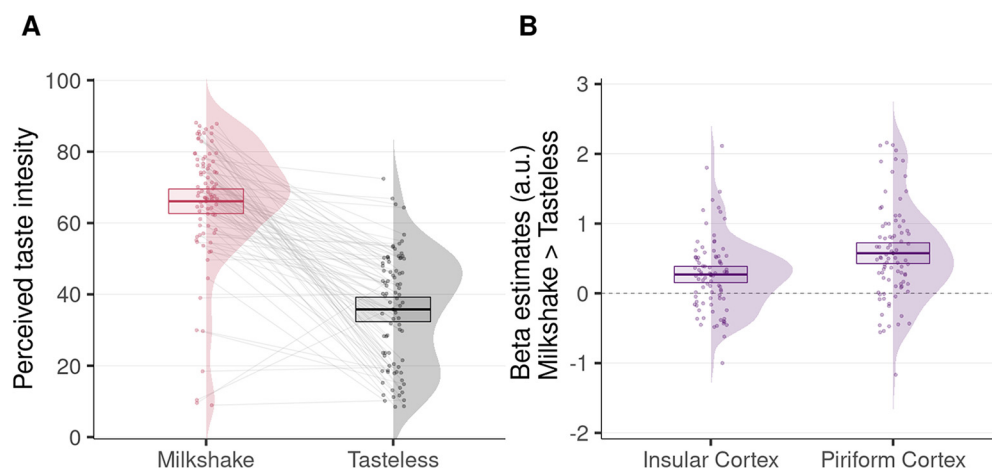 A
Perceived taste intesity
100
80
60
40
20
0
Milkshake Tasteless
B
Beta estimates (a.u.)
Milkshake > Tasteless
3
2
1
0
-1
-2
Insular Cortex Piriform Cortex